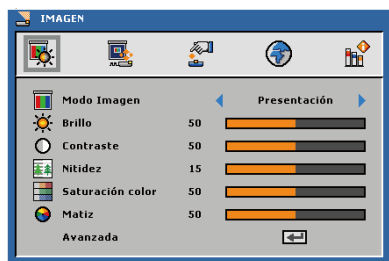 IMAGEN
Modo Imagen Presentación
Brillo 50
Contraste 50
Nitidez 15
Saturación color 50
Matiz 50
Avanzada